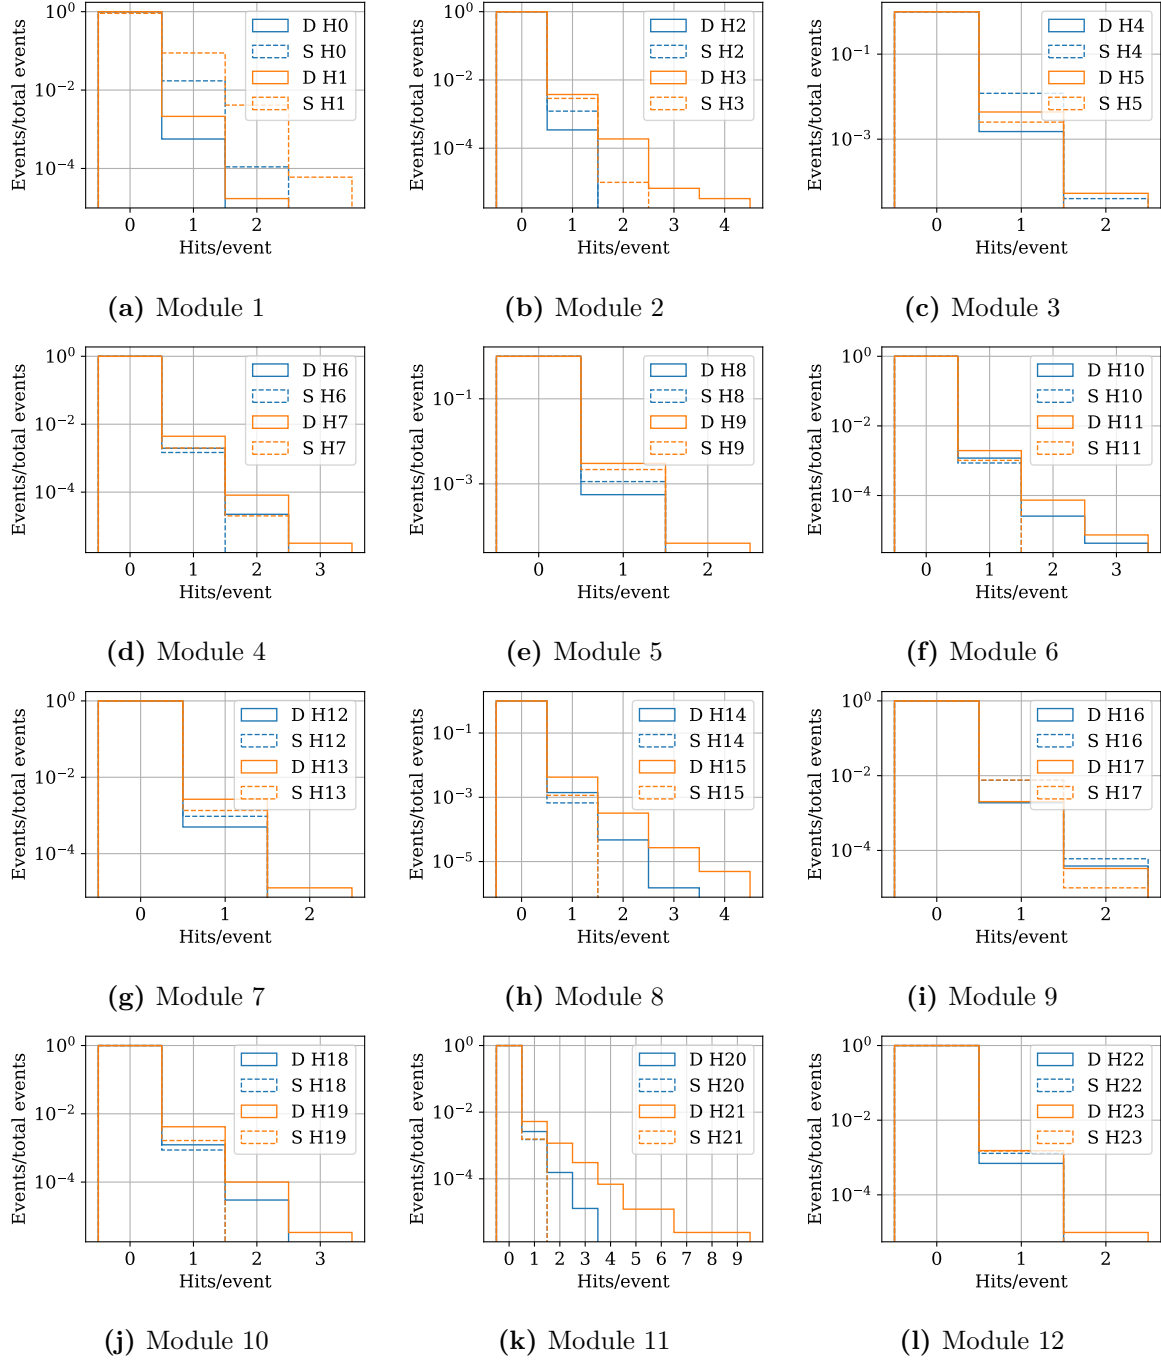 10^0
10^-2
10^-4
Events/total events
0 1 2
Hits/event
D H0
S H0
D H1
S H1
(a) Module 1
10^0
10^-2
10^-4
Events/total events
0 1 2 3 4
Hits/event
D H2
S H2
D H3
S H3
(b) Module 2
10^-1
10^-3
Events/total events
0 1 2
Hits/event
D H4
S H4
D H5
S H5
(c) Module 3
10^0
10^-2
10^-4
Events/total events
0 1 2 3
Hits/event
D H6
S H6
D H7
S H7
(d) Module 4
10^-1
10^-3
Events/total events
0 1 2
Hits/event
D H8
S H8
D H9
S H9
(e) Module 5
10^0
10^-2
10^-4
Events/total events
0 1 2 3
Hits/event
D H10
S H10
D H11
S H11
(f) Module 6
10^0
10^-2
10^-4
Events/total events
0 1 2
Hits/event
D H12
S H12
D H13
S H13
(g) Module 7
10^-1
10^-3
10^-5
Events/total events
0 1 2 3 4
Hits/event
D H14
S H14
D H15
S H15
(h) Module 8
10^0
10^-2
10^-4
Events/total events
0 1 2
Hits/event
D H16
S H16
D H17
S H17
(i) Module 9
10^0
10^-2
10^-4
Events/total events
0 1 2 3
Hits/event
D H18
S H18
D H19
S H19
(j) Module 10
10^0
10^-2
10^-4
Events/total events
0 1 2 3 4 5 6 7 8 9
Hits/event
D H20
S H20
D H21
S H21
(k) Module 11
10^0
10^-2
10^-4
Events/total events
0 1 2
Hits/event
D H22
S H22
D H23
S H23
(l) Module 12